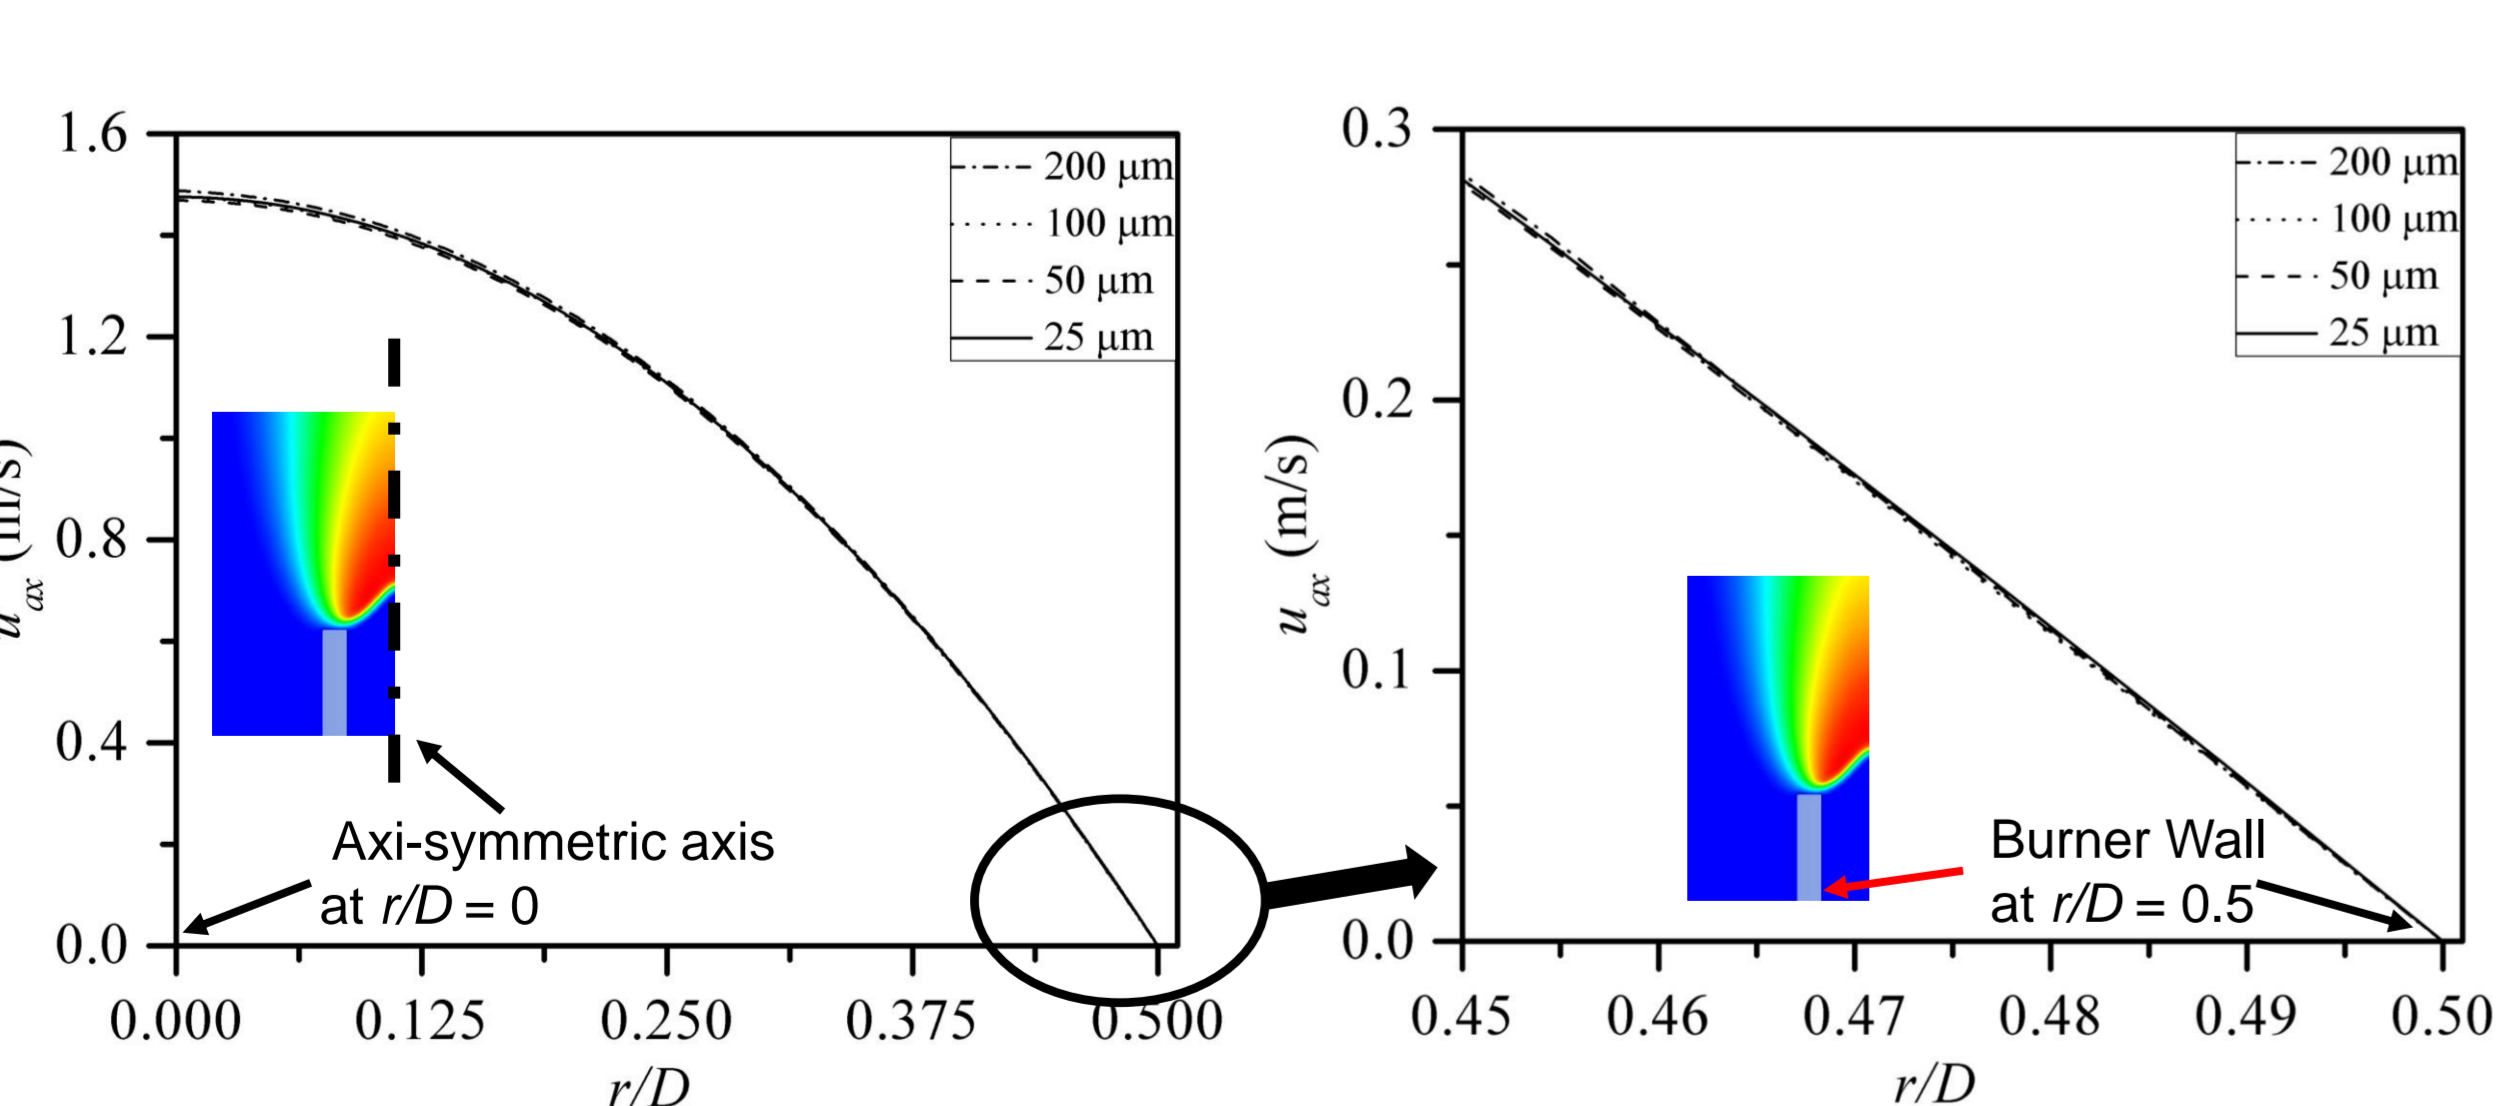 1.6
1.2
0.8
0.4
0.0
u ax (m/s)
200 μm
100 μm
50 μm
25 μm
Axi-symmetric axis
at r/D = 0
0.000 0.125 0.250 0.375 0.500
r/D
0.3
0.2
0.1
0.0
u ax (m/s)
200 μm
100 μm
50 μm
25 μm
Burner Wall
at r/D = 0.5
0.45 0.46 0.47 0.48 0.49 0.50
r/D